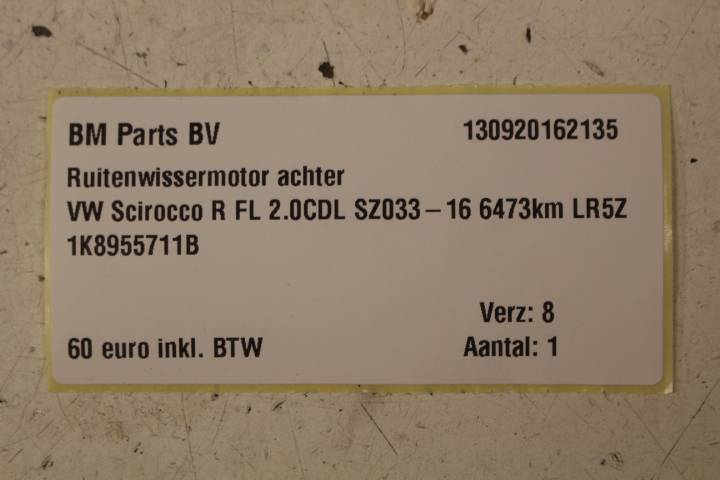 BM Parts BV 130920162135
Ruitenwissermotor achter
VW Scirocco R FL 2.0CDL SZ033 – 16 6473km LR5Z
1K8955711B
Verz: 8
60 euro inkl. BTW Aantal: 1